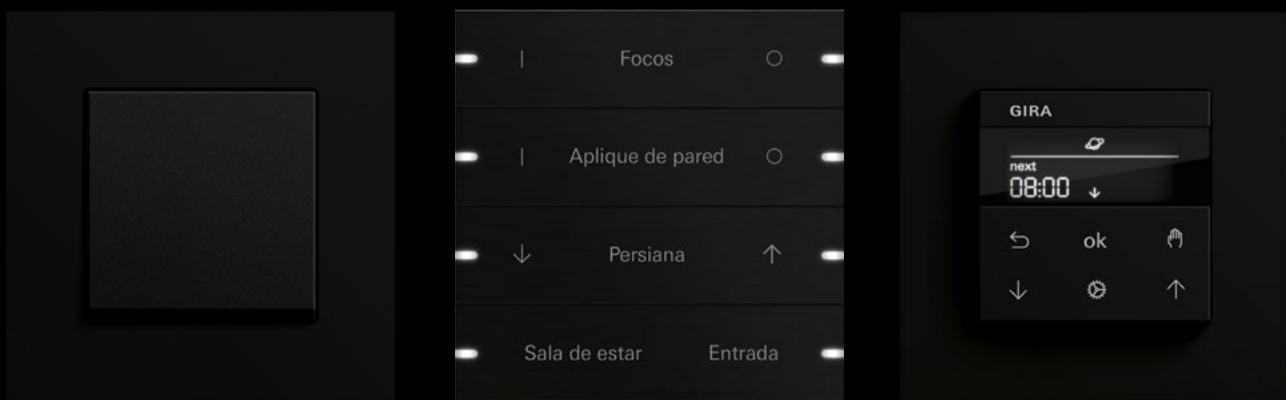 Focos
Aplique de pared
Persiana
Sala de estar Entrada
GIRA
next
08:00
ok